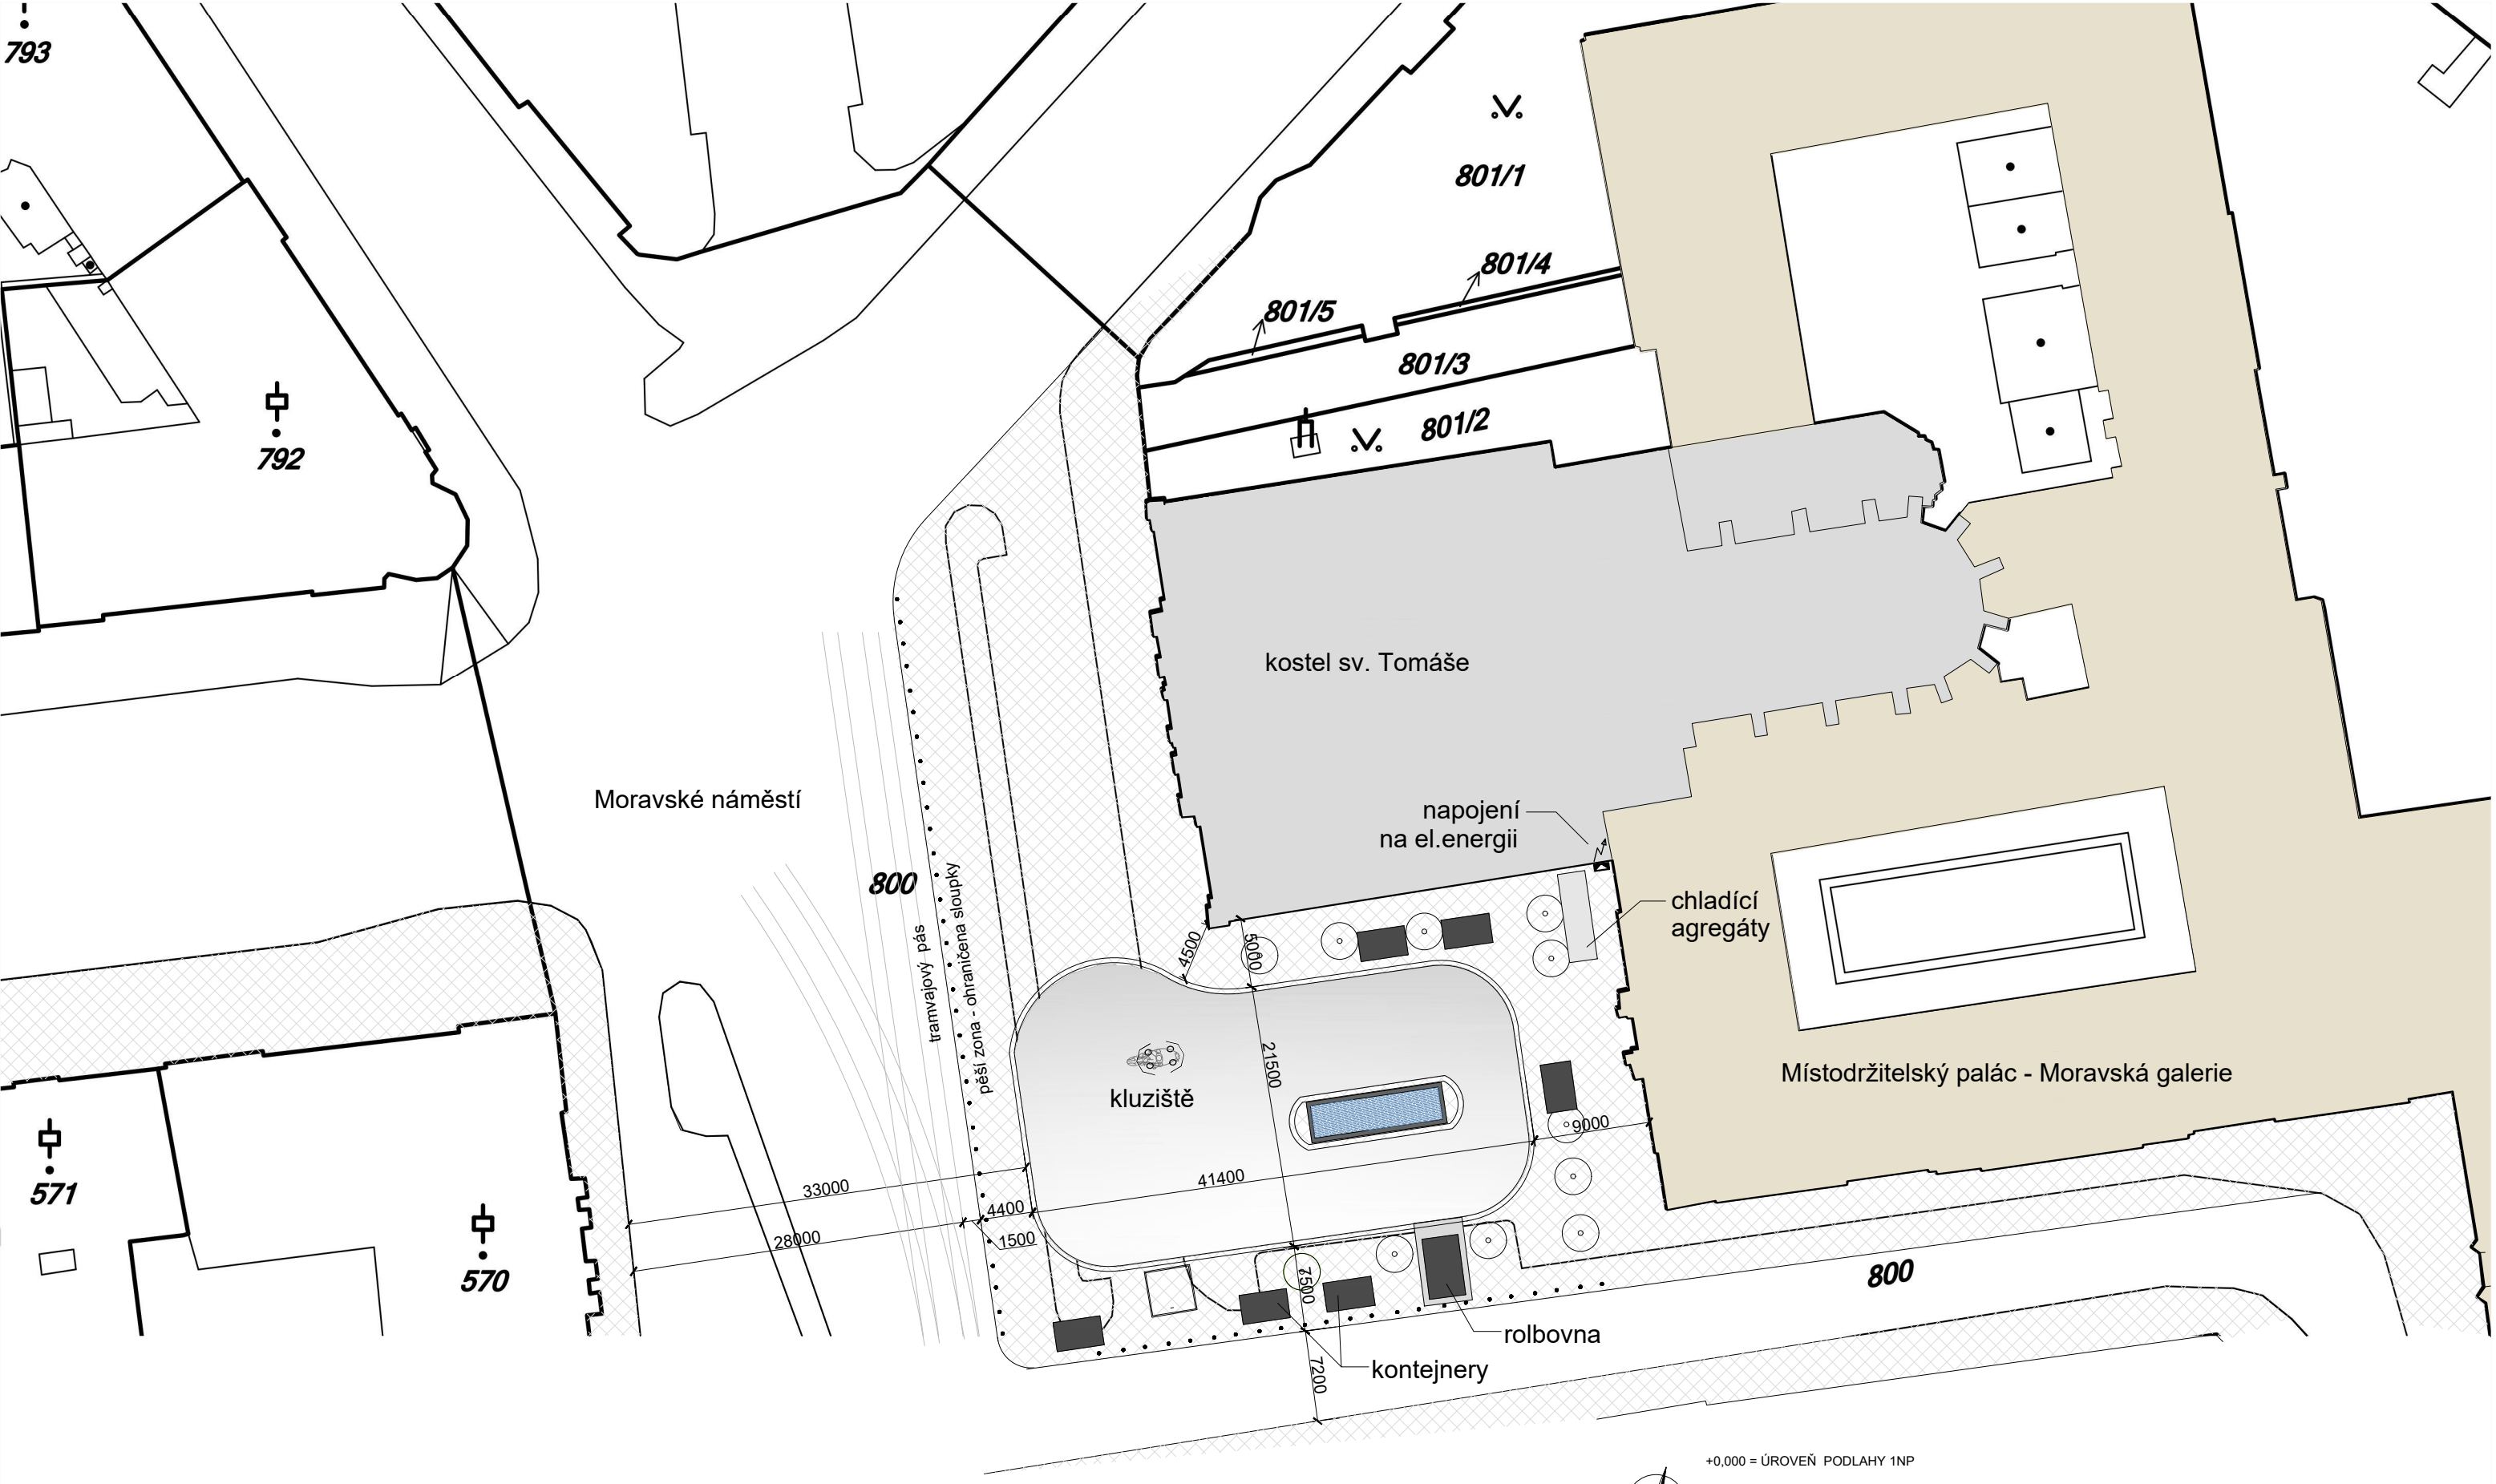 793
801/1
801/4
801/5
801/3
801/2
792
kostel sv. Tomáše
Moravské náměstí
napojení
na el.energii
800
chladící
agregáty
tramvajový pás
pěší zona - ohraničena sloupky
4500
5000
21500
Místodržitelský palác - Moravská galerie
kluziště
9000
571
33000
41400
4400
28000
1500
570
7500
800
rolbovna
kontejnery
7200
+0,000 = ÚROVEŇ PODLAHY 1NP